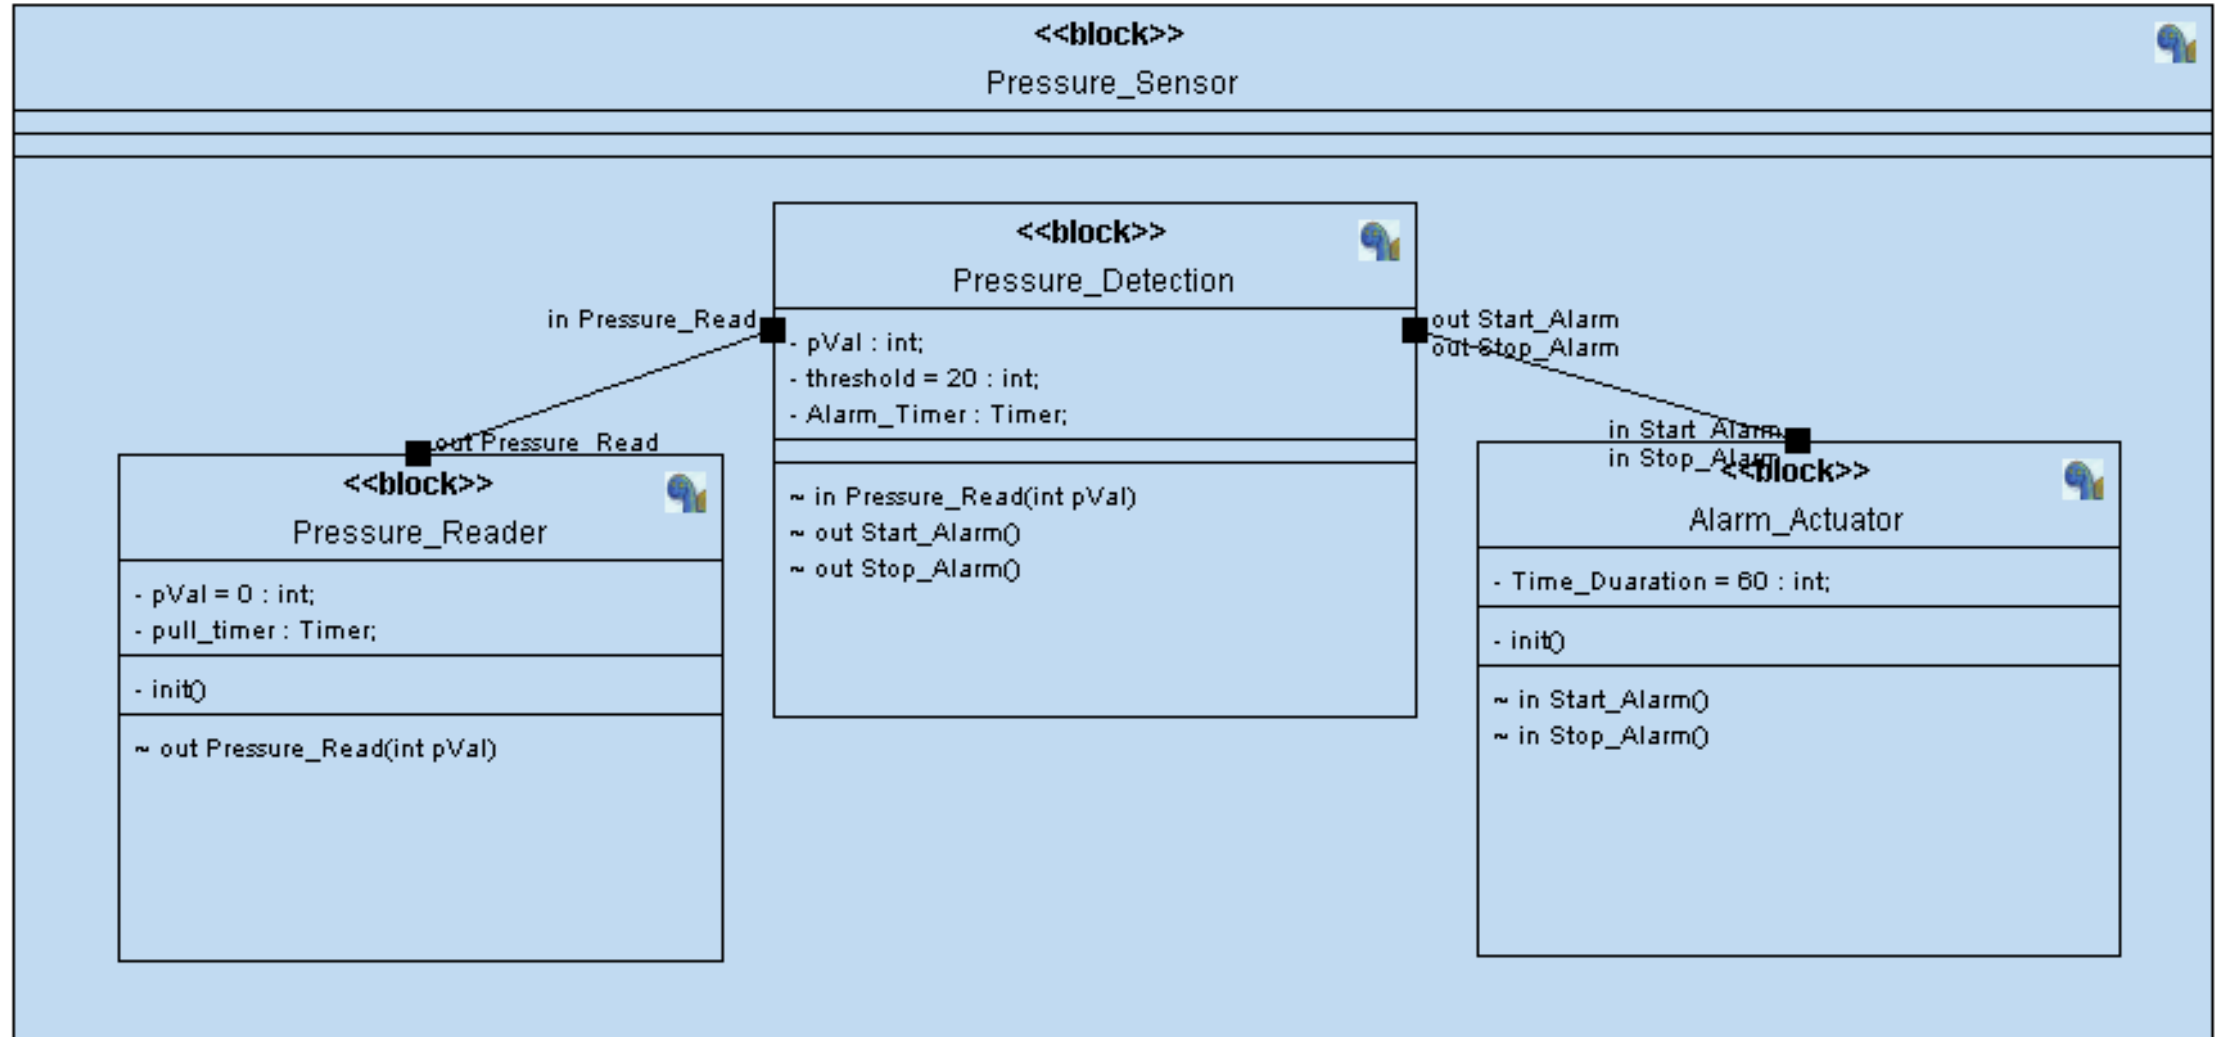 <<block>>
Pressure_Sensor
<<block>>
Pressure_Detection
in Pressure_Read
out Start_Alarm
out Stop_Alarm
- pVal : int;
- threshold = 20 : int;
- Alarm_Timer : Timer;
~ in Pressure_Read(int pVal)
~ out Start_Alarm()
~ out Stop_Alarm()
out Pressure_Read
<<block>>
Pressure_Reader
- pVal = 0 : int;
- pull_timer : Timer;
- init()
~ out Pressure_Read(int pVal)
in Start_Alarm
in Stop_Alarm
<<block>>
Alarm_Actuator
- Time_Duaration = 60 : int;
- init()
~ in Start_Alarm()
~ in Stop_Alarm()